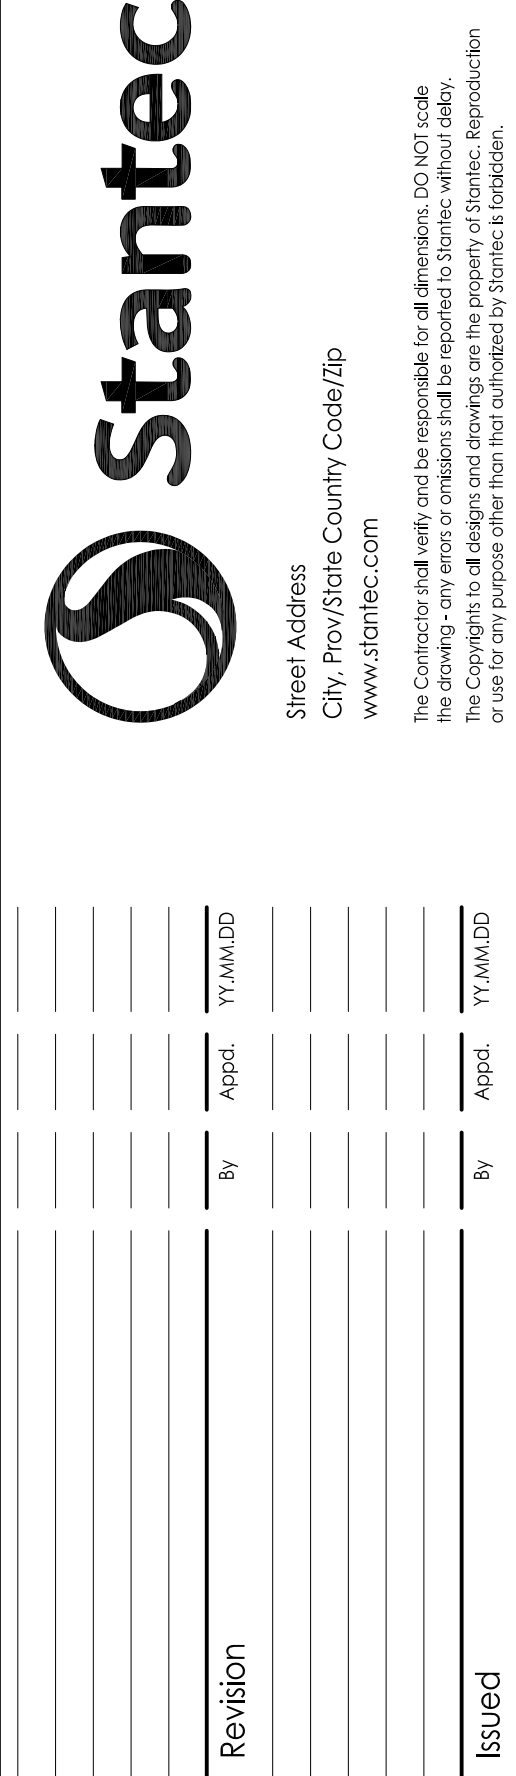 Stantec
Street Address
City, Prov/State Country Code/Zip
www.stantec.com
The Contractor shall verify and be responsible for all dimensions. DO NOT scale
the drawing - any errors or omissions shall be reported to Stantec without delay.
The Copyrights to all designs and drawings are the property of Stantec. Reproduction
or use for any purpose other than that authorized by Stantec is forbidden.
Revision By Appd. YY.MM.DD
Issued By Appd. YY.MM.DD